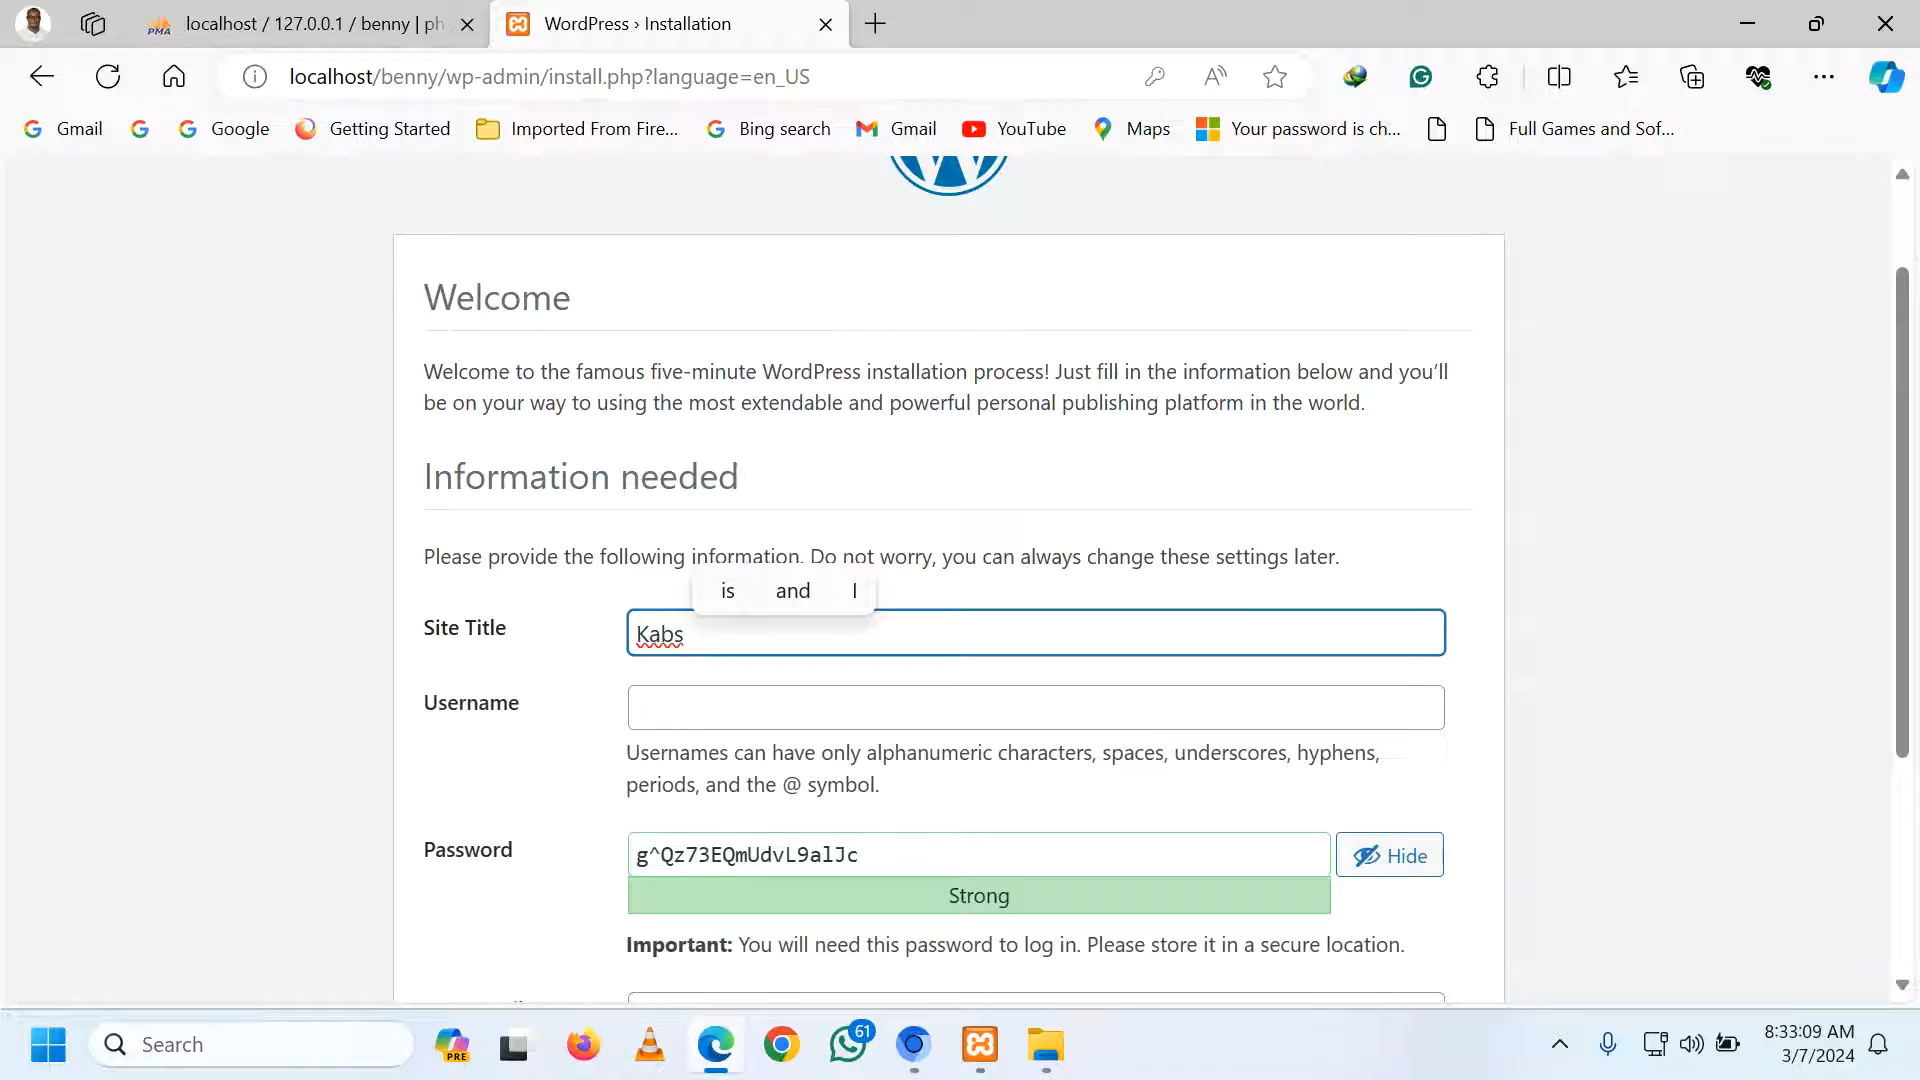 localhost / 127.0.0.1 / benny | ph
WordPress › Installation
localhost/benny/wp-admin/install.php?language=en_US
Gmail
Google
Getting Started
Imported From Fire...
Bing search
Gmail
YouTube
Maps
Your password is ch...
Full Games and Sof...
Welcome
Welcome to the famous five-minute WordPress installation process! Just fill in the information below and you’ll
be on your way to using the most extendable and powerful personal publishing platform in the world.
Information needed
Please provide the following information. Do not worry, you can always change these settings later.
is and I
Site Title
Kabs
Username
Usernames can have only alphanumeric characters, spaces, underscores, hyphens,
periods, and the @ symbol.
Password
g^Qz73EQmUdvL9alJc
Hide
Strong
Important: You will need this password to log in. Please store it in a secure location.
Search
PRE
61
8:33:09 AM
3/7/2024